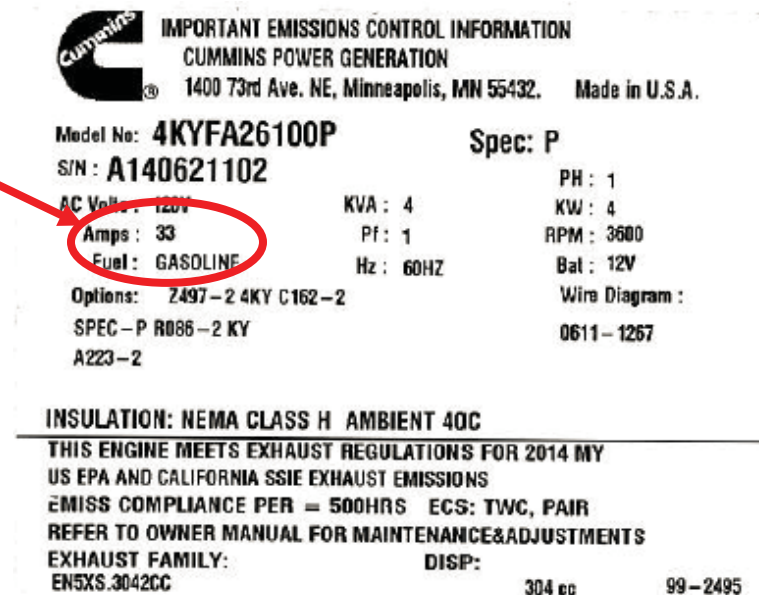 Cummins
®
IMPORTANT EMISSIONS CONTROL INFORMATION
CUMMINS POWER GENERATION
1400 73rd Ave. NE, Minneapolis, MN 55432. Made in U.S.A.
Model No: 4KYFA26100P Spec: P
S/N : A140621102
PH : 1
AC Volts : 120V KVA : 4 KW : 4
Amps : 33 Pf : 1 RPM : 3600
Fuel : GASOLINE Hz : 60HZ Bat : 12V
Options: Z497-2 4KY C162-2 Wire Diagram :
SPEC-P R086-2 KY 0611-1267
A223-2
INSULATION: NEMA CLASS H AMBIENT 40C
THIS ENGINE MEETS EXHAUST REGULATIONS FOR 2014 MY
US EPA AND CALIFORNIA SSIE EXHAUST EMISSIONS
EMISS COMPLIANCE PER = 500HRS ECS: TWC, PAIR
REFER TO OWNER MANUAL FOR MAINTENANCE&ADJUSTMENTS
EXHAUST FAMILY: DISP:
EN5XS.3042CC 304 cc 99-2495